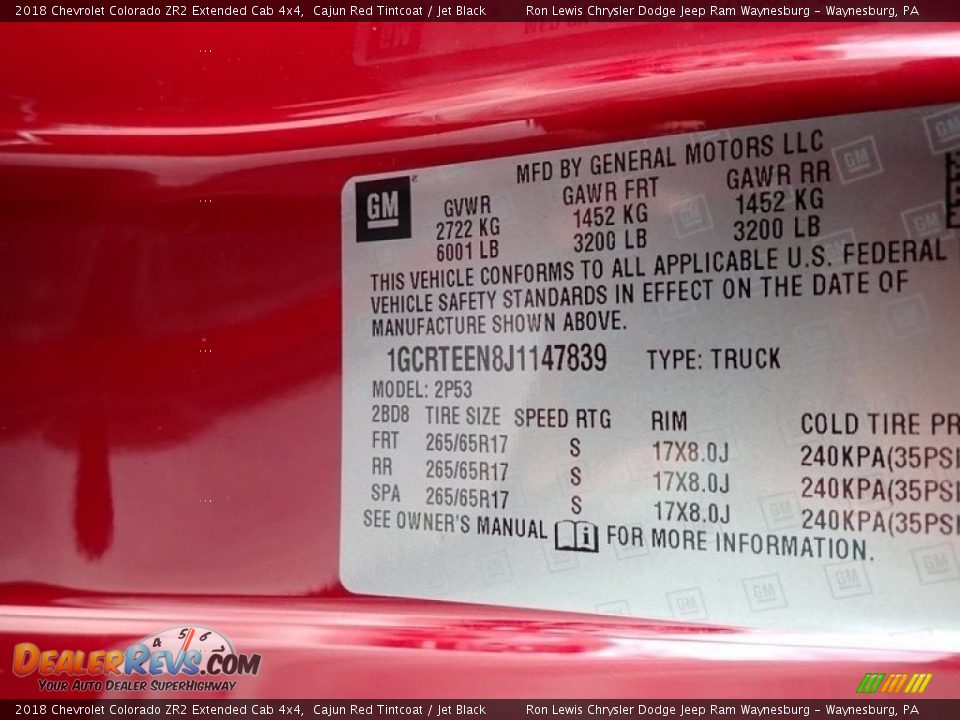 2018 Chevrolet Colorado ZR2 Extended Cab 4x4, Cajun Red Tintcoat / Jet Black Ron Lewis Chrysler Dodge Jeep Ram Waynesburg - Waynesburg, PA
MFD BY GENERAL MOTORS LLC
GM
GVWR GAWR FRT GAWR RR
2722 KG 1452 KG 1452 KG
6001 LB 3200 LB 3200 LB
THIS VEHICLE CONFORMS TO ALL APPLICABLE U.S. FEDERAL
VEHICLE SAFETY STANDARDS IN EFFECT ON THE DATE OF
MANUFACTURE SHOWN ABOVE.
1GCRTEEN8J1147839 TYPE: TRUCK
MODEL: 2P53
2BD8 TIRE SIZE SPEED RTG RIM COLD TIRE PR
FRT 265/65R17 S 17X8.0J 240KPA(35PSI
RR 265/65R17 S 17X8.0J 240KPA(35PSI
SPA 265/65R17 S 17X8.0J 240KPA(35PSI
SEE OWNER'S MANUAL i FOR MORE INFORMATION.
4 5 6
DEALERREVS.COM
YOUR AUTO DEALER SUPERHIGHWAY
2018 Chevrolet Colorado ZR2 Extended Cab 4x4, Cajun Red Tintcoat / Jet Black Ron Lewis Chrysler Dodge Jeep Ram Waynesburg - Waynesburg, PA